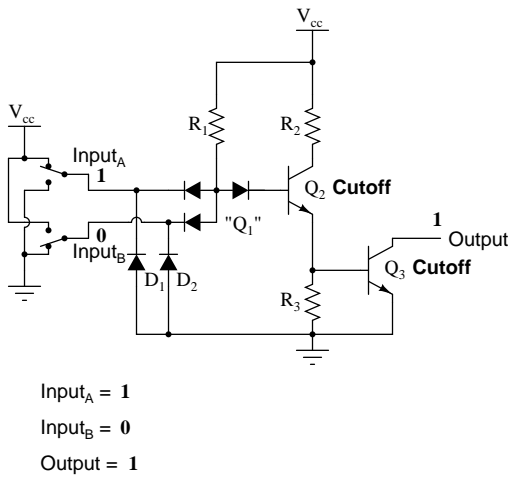 Vcc
Vcc
R1
R2
InputA
1
Q2 Cutoff
"Q1"
0
InputB
1
Output
D1
D2
Q3 Cutoff
R3
InputA = 1
InputB = 0
Output = 1